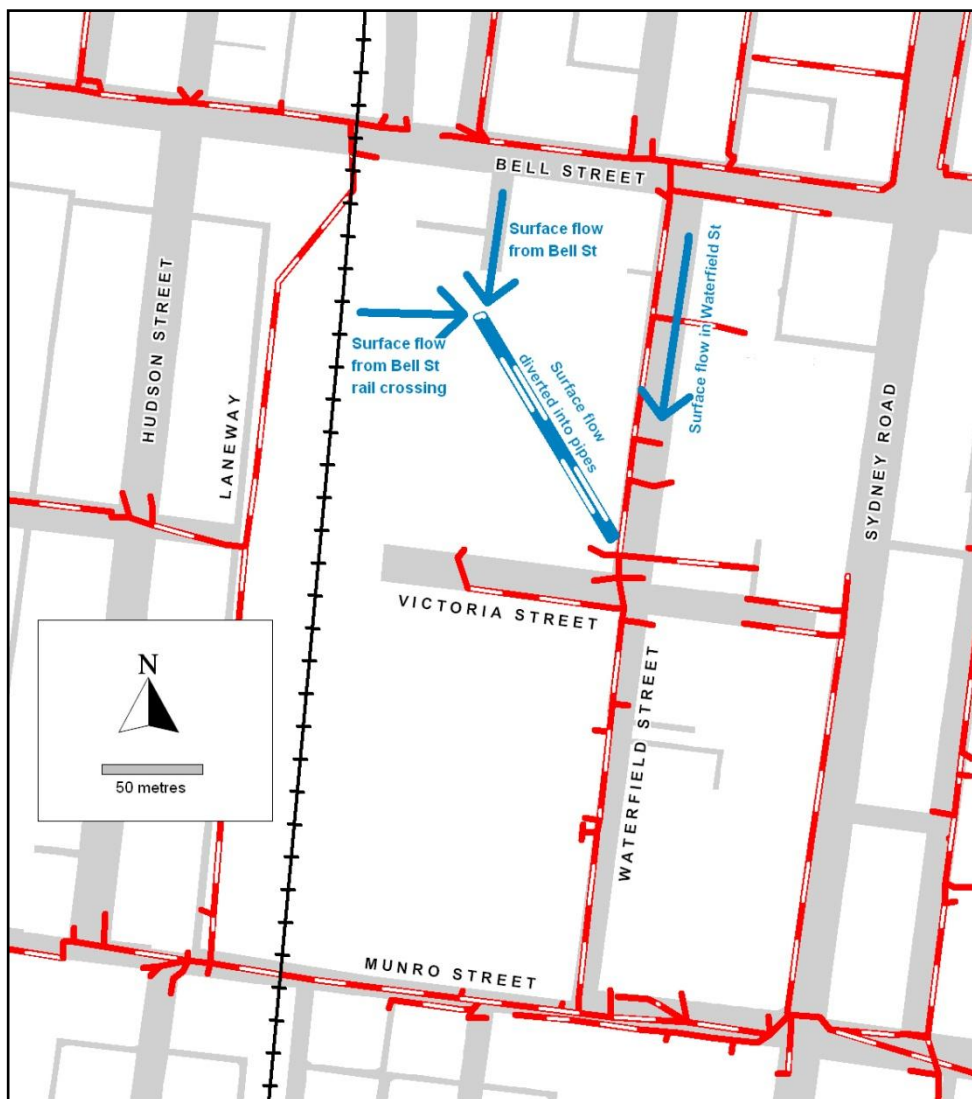 BELL STREET
Surface flow
from Bell St
Surface flow in Waterfield St
HUDSON STREET
Surface flow
from Bell St
rail crossing
Surface flow
diverted into pipes
LANEWAY
SYDNEY ROAD
VICTORIA STREET
N
50 metres
WATERFIELD STREET
MUNRO STREET